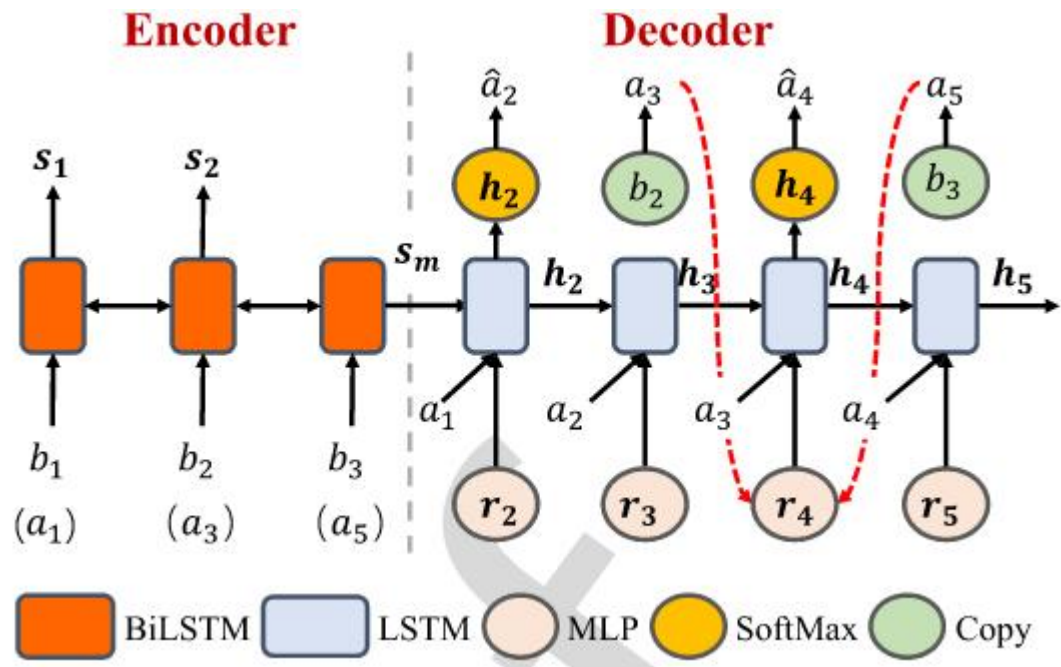 Encoder Decoder
â₂ a₃ â₄ a₅
s₁ s₂ h₂ b₂ h₄ b₃
sₘ h₂ h₃ h₄ h₅
a₁ a₂ a₃ a₄
b₁ b₂ b₃
(a₁) (a₃) (a₅) r₂ r₃ r₄ r₅
BiLSTM LSTM MLP SoftMax Copy